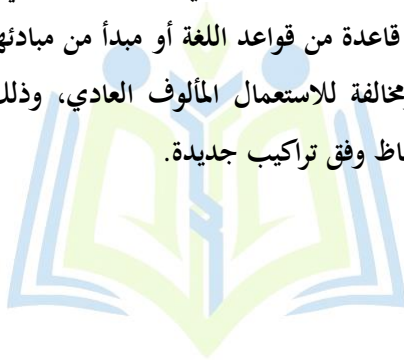 قاعدة من قواعد اللغة أو مبدأ من مبادئه
مخالفة للاستعمال المألوف العادي، وذلك
وفق تراكيب جديدة.